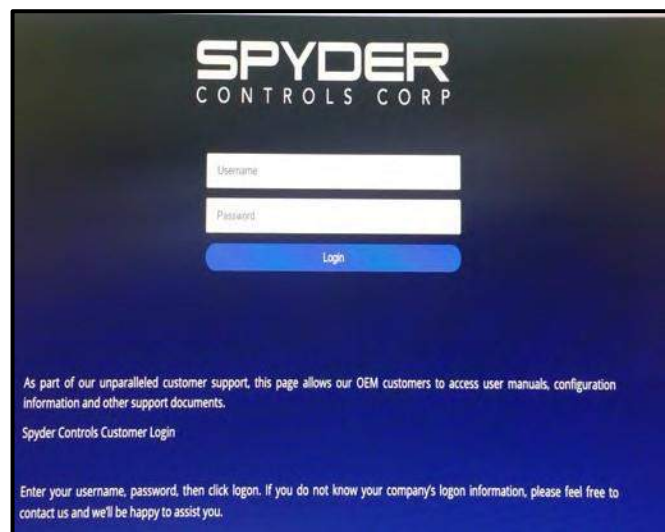 SPYDER
CONTROLS CORP
Username
Password
Login
As part of our unparalleled customer support, this page allows our OEM customers to access user manuals, configuration
information and other support documents.
Spyder Controls Customer Login
Enter your username, password, then click logon. If you do not know your company's logon information, please feel free to
contact us and we'll be happy to assist you.